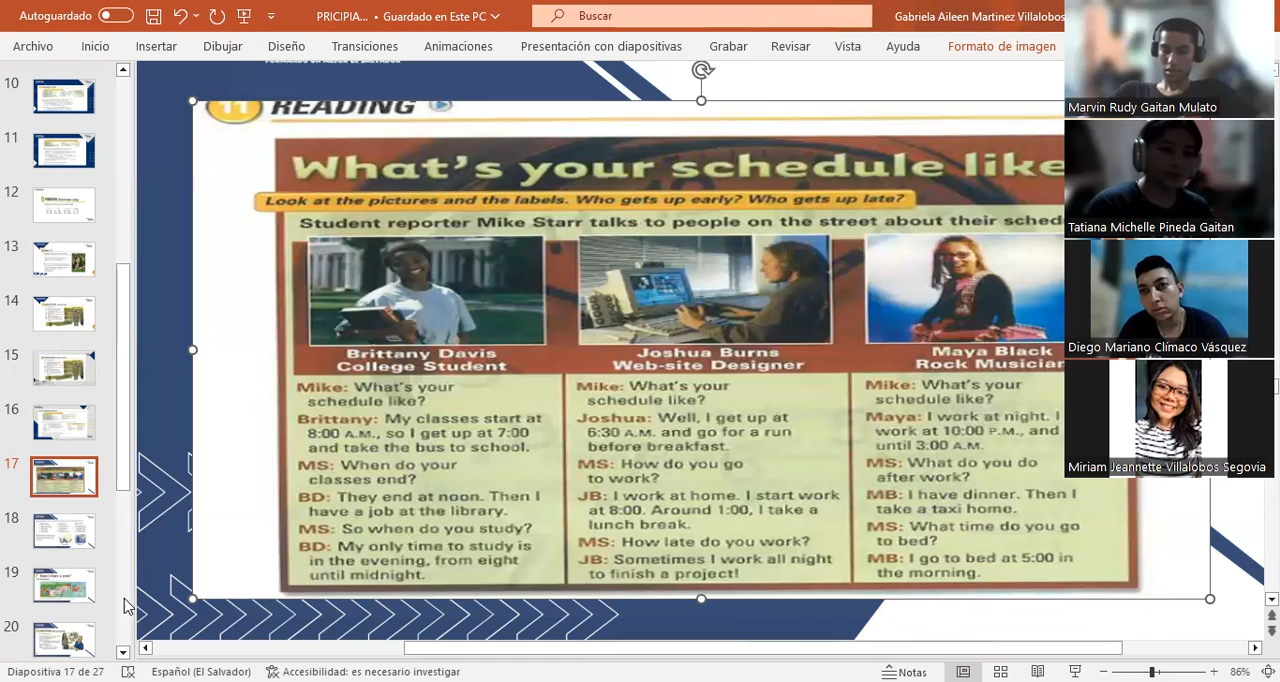 Autoguardado
PRICIPIA... • Guardado en Este PC
Buscar
Gabriela Aileen Martinez Villalobos
Archivo
Inicio
Insertar
Dibujar
Diseño
Transiciones
Animaciones
Presentación con diapositivas
Grabar
Revisar
Vista
Ayuda
Formato de imagen
10
11
12
13
14
15
16
17
18
19
20
11 READING
What's your schedule like
Look at the pictures and the labels. Who gets up early? Who gets up late?
Student reporter Mike Starr talks to people on the street about their sched
Brittany Davis
College Student
Mike: What's your
schedule like?
Brittany: My classes start at
8:00 A.M., so I get up at 7:00
and take the bus to school.
MS: When do your
classes end?
BD: They end at noon. Then I
have a job at the library.
MS: So when do you study?
BD: My only time to study is
in the evening, from eight
until midnight.
Joshua Burns
Web-site Designer
Mike: What's your
schedule like?
Joshua: Well, I get up at
6:30 A.M. and go for a run
before breakfast.
MS: How do you go
to work?
JB: I work at home. I start work
at 8:00. Around 1:00, I take a
lunch break.
MS: How late do you work?
JB: Sometimes I work all night
to finish a project!
Maya Black
Rock Musician
Mike: What's your
schedule like?
Maya: I work at night. I
work at 10:00 P.M., and
until 3:00 A.M.
MS: What do you do
after work?
MB: I have dinner. Then I
take a taxi home.
MS: What time do you go
to bed?
MB: I go to bed at 5:00 in
the morning.
Marvin Rudy Gaitan Mulato
Tatiana Michelle Pineda Gaitan
Diego Mariano Clímaco Vásquez
Miriam Jeannette Villalobos Segovia
Diapositiva 17 de 27
Español (El Salvador)
Accesibilidad: es necesario investigar
Notas
86%